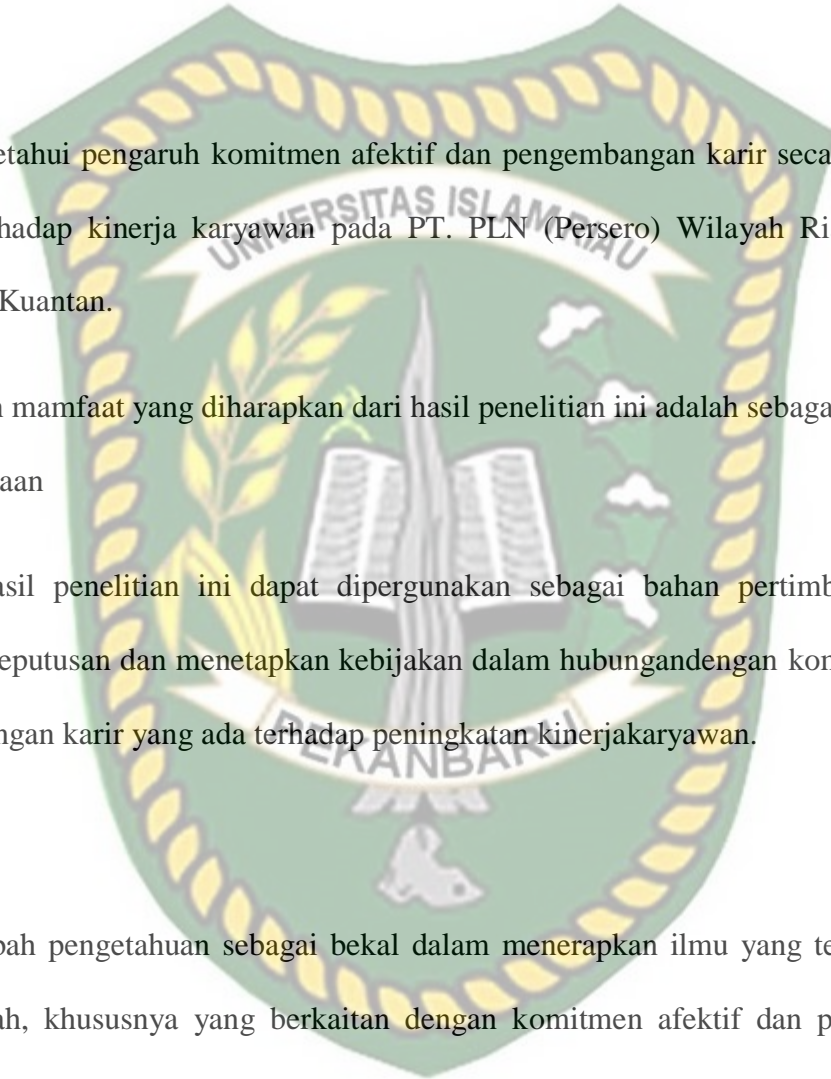 etahui pengaruh komitmen afektif dan pengembangan karir seca
hadap kinerja karyawan pada PT. PLN (Persero) Wilayah Ri
UNIVERSITAS ISLAM RIAU
Kuantan.
n mamfaat yang diharapkan dari hasil penelitian ini adalah sebaga
aan
asil penelitian ini dapat dipergunakan sebagai bahan pertimb
eputusan dan menetapkan kebijakan dalam hubungandengan kon
ngan karir yang ada terhadap peningkatan kinerjakaryawan.
PEKANBARU
bah pengetahuan sebagai bekal dalam menerapkan ilmu yang te
ah, khususnya yang berkaitan dengan komitmen afektif dan p